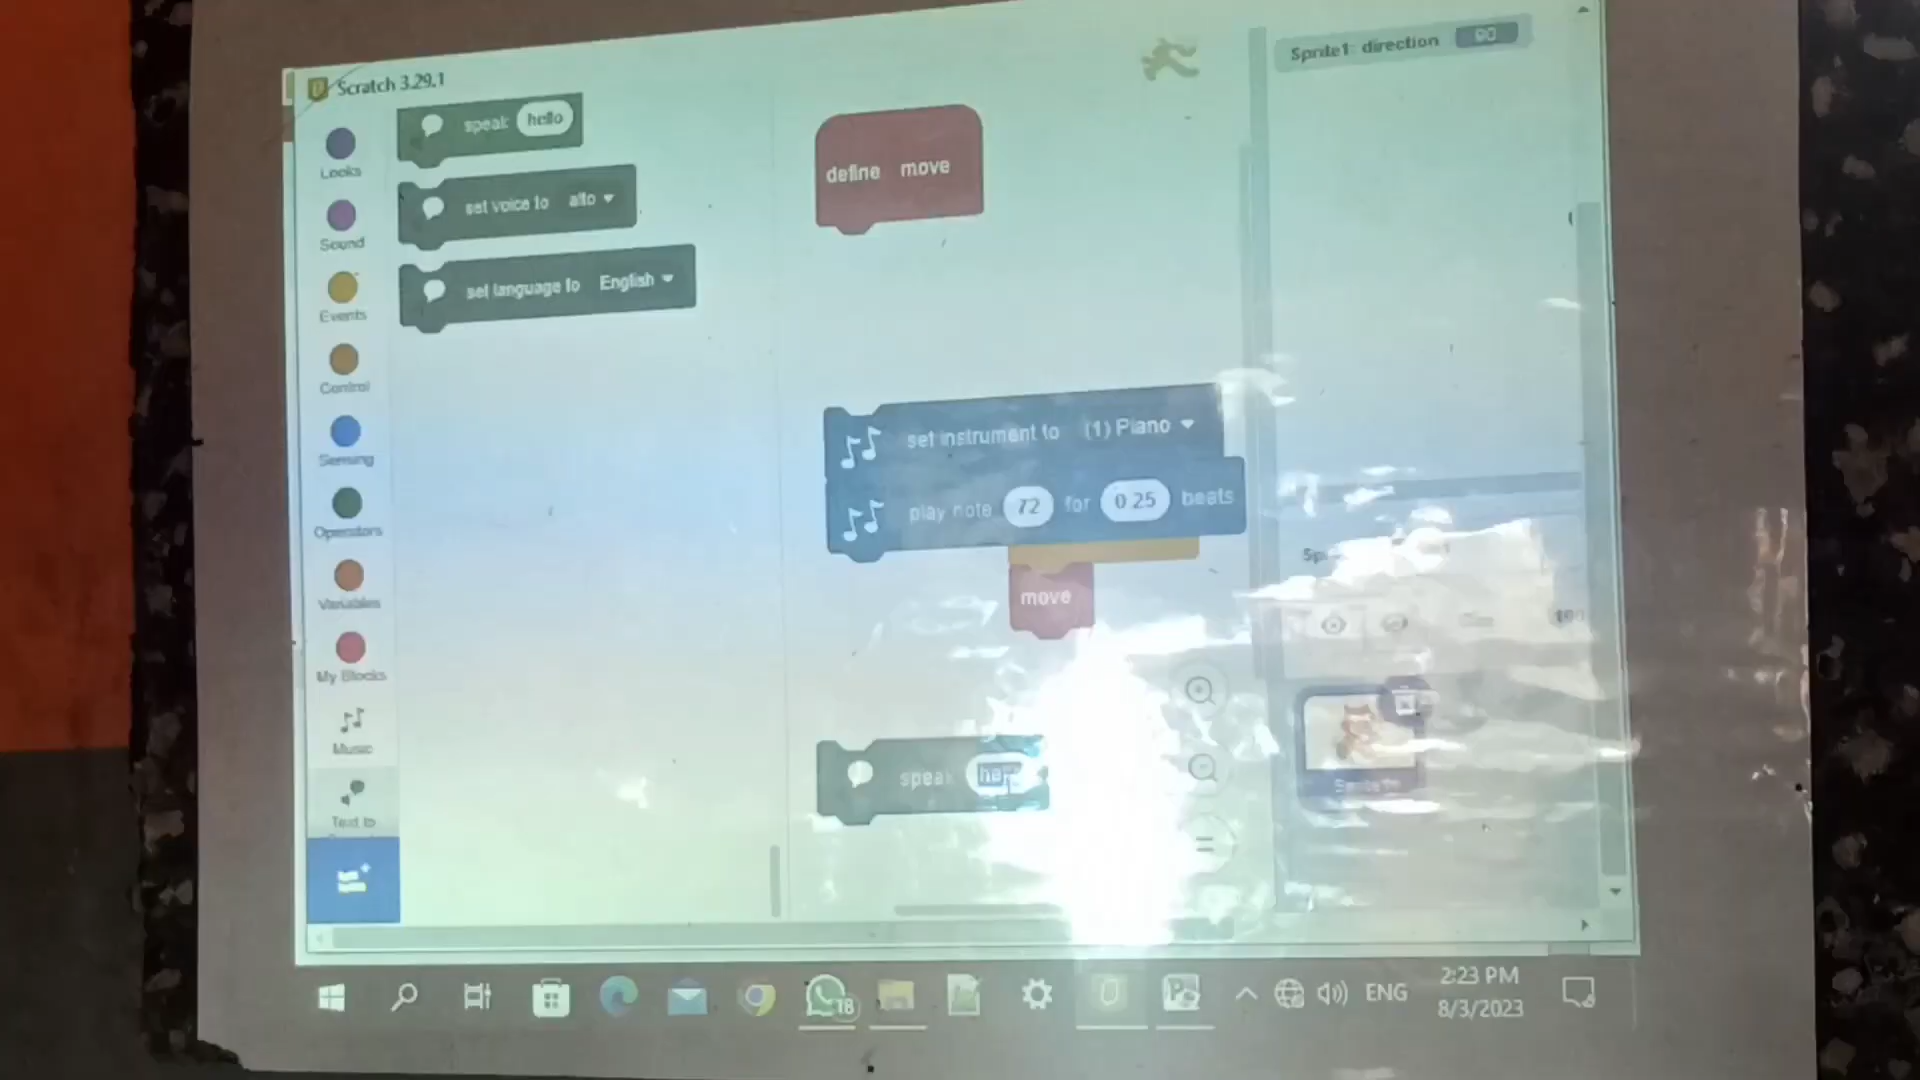 Scratch 3.29.1
Sprite1: direction 90
Looks
Sound
Events
Control
Sensing
Operators
Variables
My Blocks
Music
Text to
speak hello
set voice to alto
set language to English
define move
set instrument to (1) Piano
play note 72 for 0.25 beats
move
speak
18
ENG
2:23 PM
8/3/2023